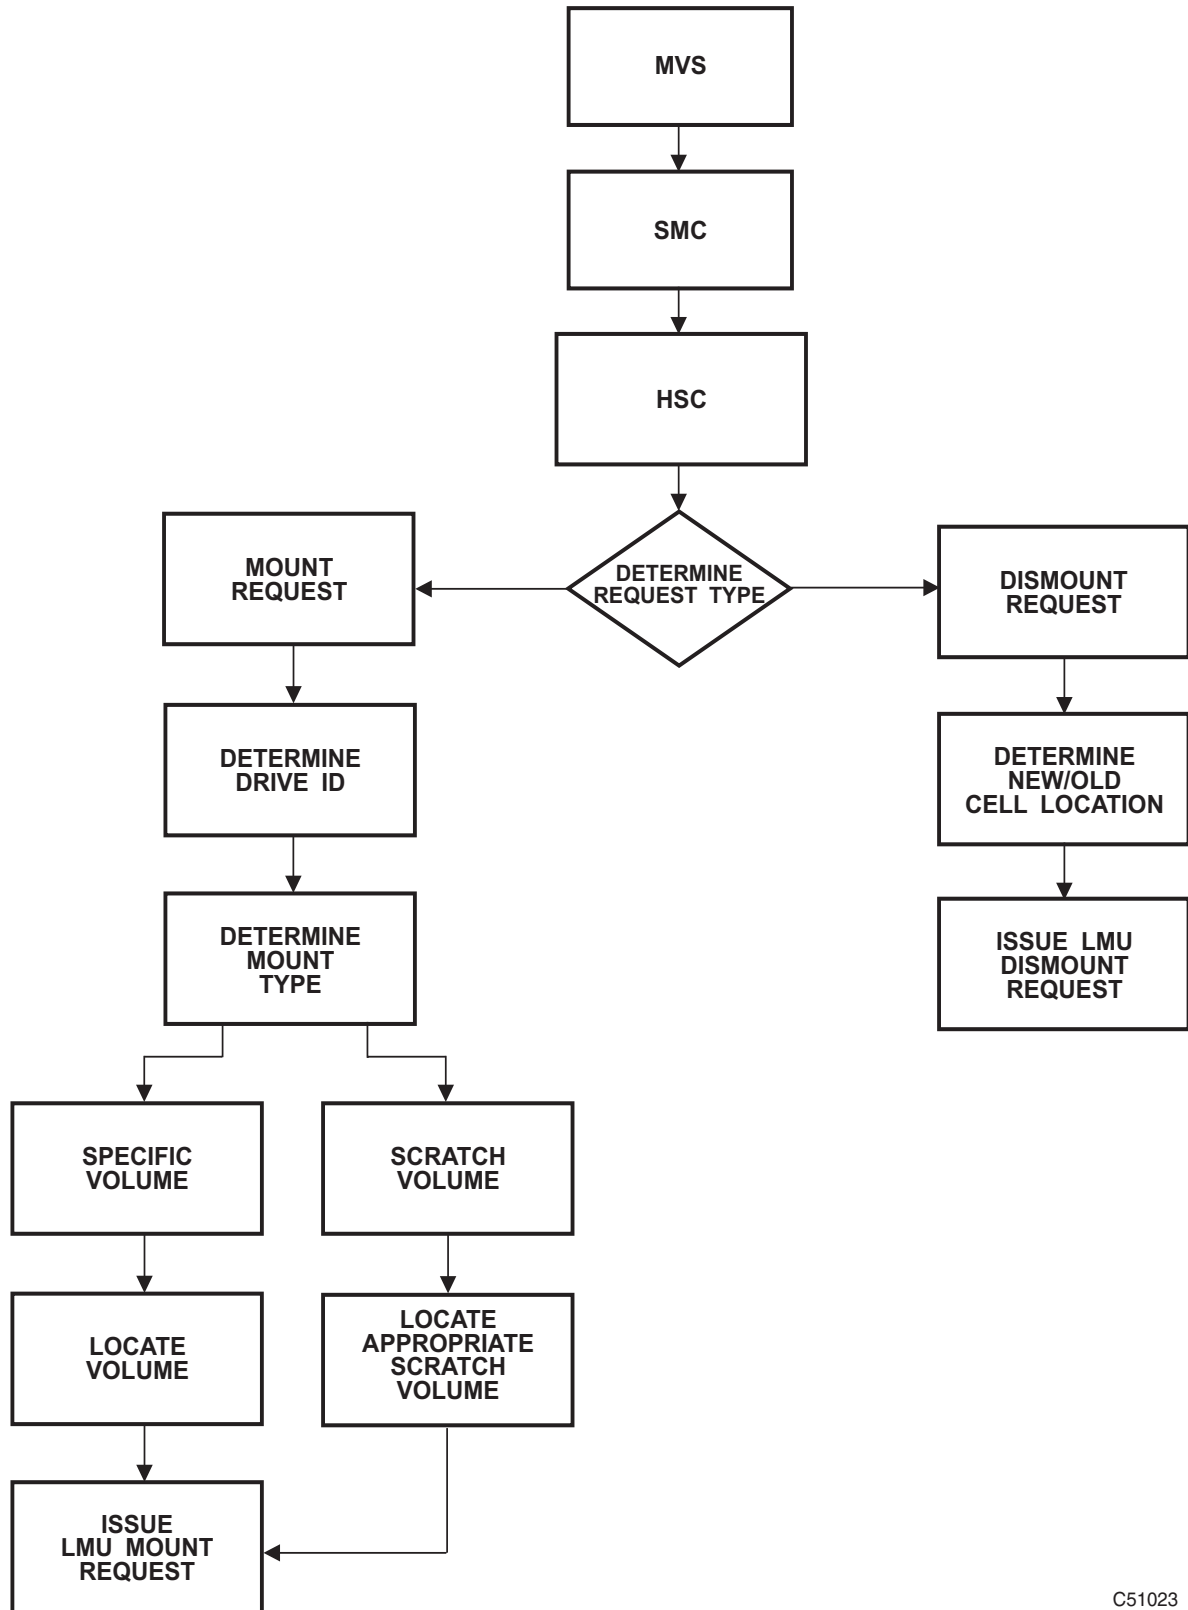 MVS
SMC
HSC
DETERMINE
REQUEST TYPE
MOUNT
REQUEST
DISMOUNT
REQUEST
DETERMINE
DRIVE ID
DETERMINE
NEW/OLD
CELL LOCATION
DETERMINE
MOUNT
TYPE
ISSUE LMU
DISMOUNT
REQUEST
SPECIFIC
VOLUME
SCRATCH
VOLUME
LOCATE
VOLUME
LOCATE
APPROPRIATE
SCRATCH
VOLUME
ISSUE
LMU MOUNT
REQUEST
C51023